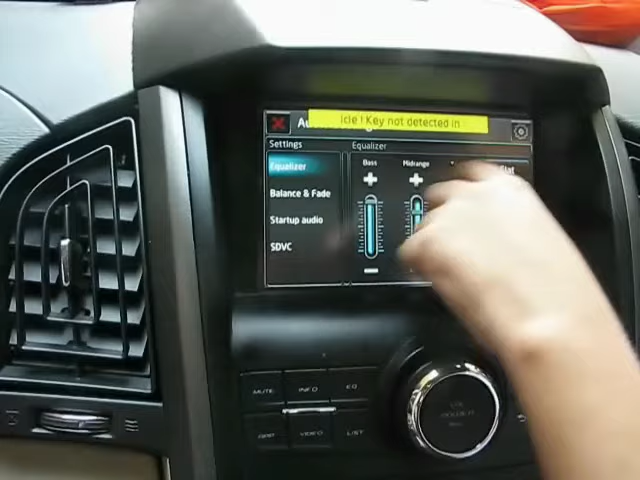 icle ! Key not detected in
Settings
Equalizer
Bass
Midrange
Equalizer
Balance & Fade
Startup audio
SDVC
MUTE
INFO
EQ
VIDEO
LIST